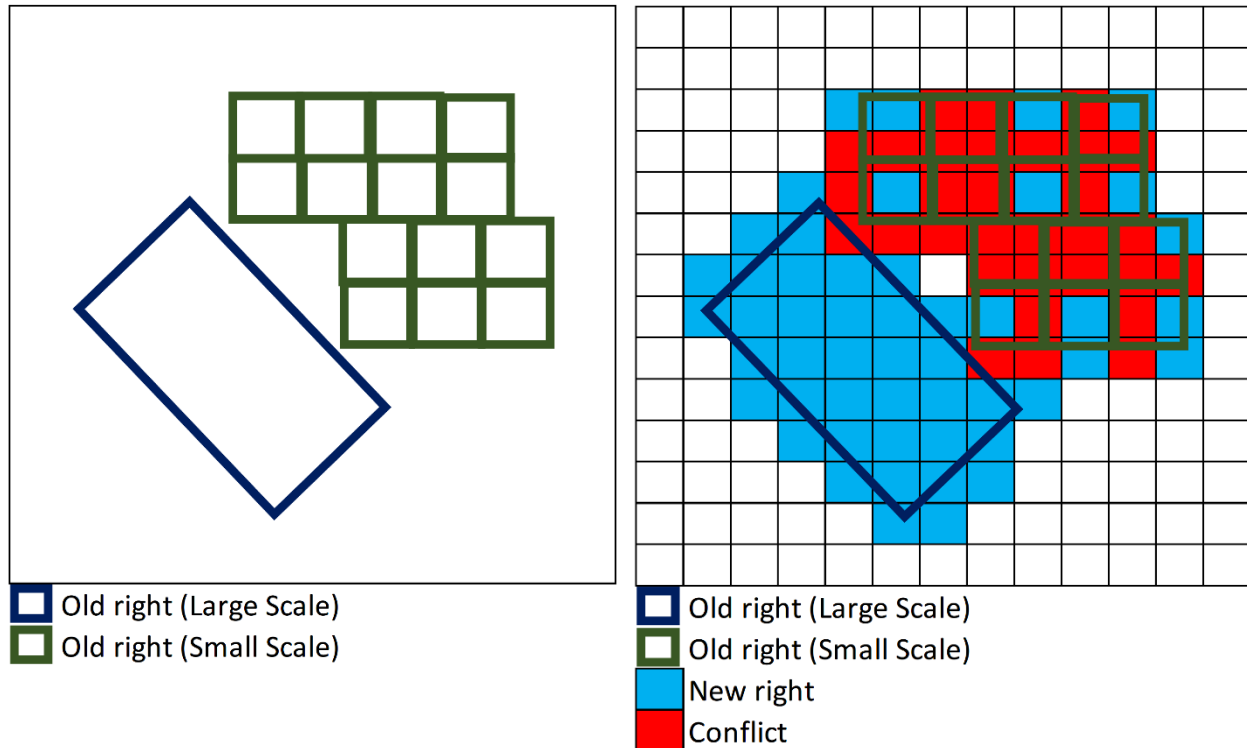 Old right (Large Scale)
Old right (Small Scale)
Old right (Large Scale)
Old right (Small Scale)
New right
Conflict